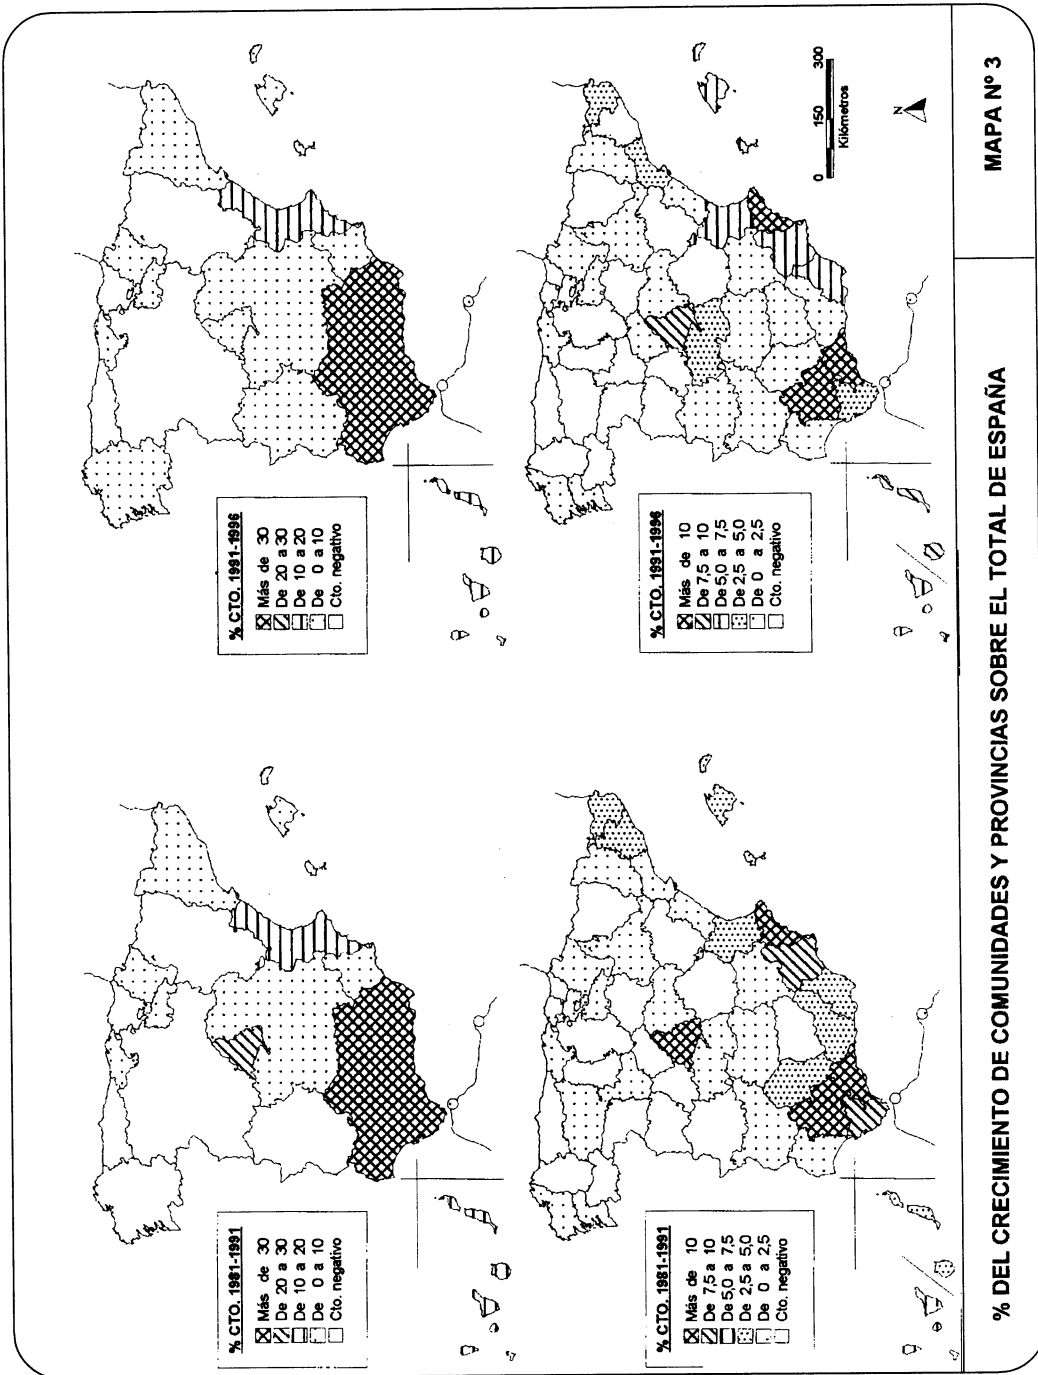 % CTO. 1981-1991
Más de 30
De 20 a 30
De 10 a 20
De 0 a 10
Cto. negativo
% CTO. 1991-1996
Más de 30
De 20 a 30
De 10 a 20
De 0 a 10
Cto. negativo
% CTO. 1981-1991
Más de 10
De 7,5 a 10
De 5,0 a 7,5
De 2,5 a 5,0
De 0 a 2,5
Cto. negativo
% CTO. 1991-1996
Más de 10
De 7,5 a 10
De 5,0 a 7,5
De 2,5 a 5,0
De 0 a 2,5
Cto. negativo
0 150 300
Kilómetros
N
% DEL CRECIMIENTO DE COMUNIDADES Y PROVINCIAS SOBRE EL TOTAL DE ESPAÑA
MAPA Nº 3